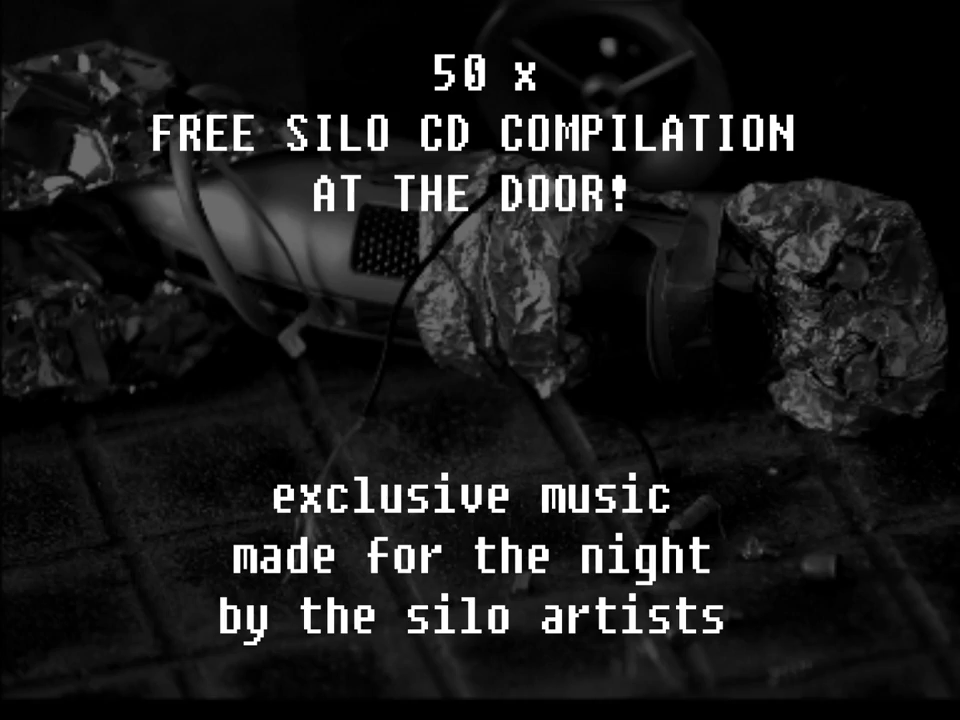 50 x
FREE SILO CD COMPILATION
AT THE DOOR!
exclusive music
made for the night
by the silo artists